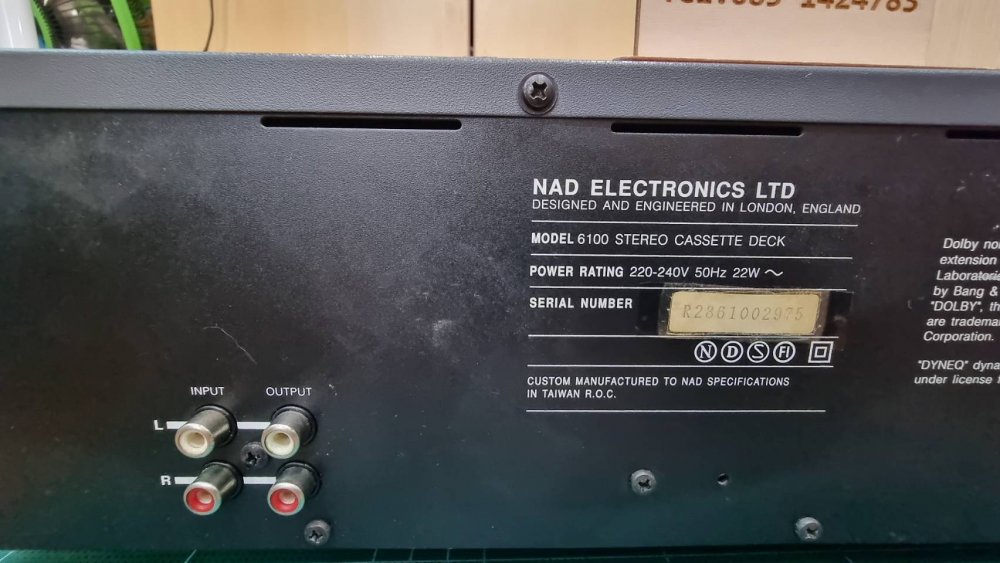 1424785
NAD ELECTRONICS LTD
DESIGNED AND ENGINEERED IN LONDON, ENGLAND
MODEL 6100 STEREO CASSETTE DECK
POWER RATING 220-240V 50Hz 22W ~
SERIAL NUMBER R2861002975
N D S FI
CUSTOM MANUFACTURED TO NAD SPECIFICATIONS
IN TAIWAN R.O.C.
Dolby
extension
by Bang &
"DOLBY",
are
Corporation.
"DYNEQ"
under license
INPUT OUTPUT
L
R